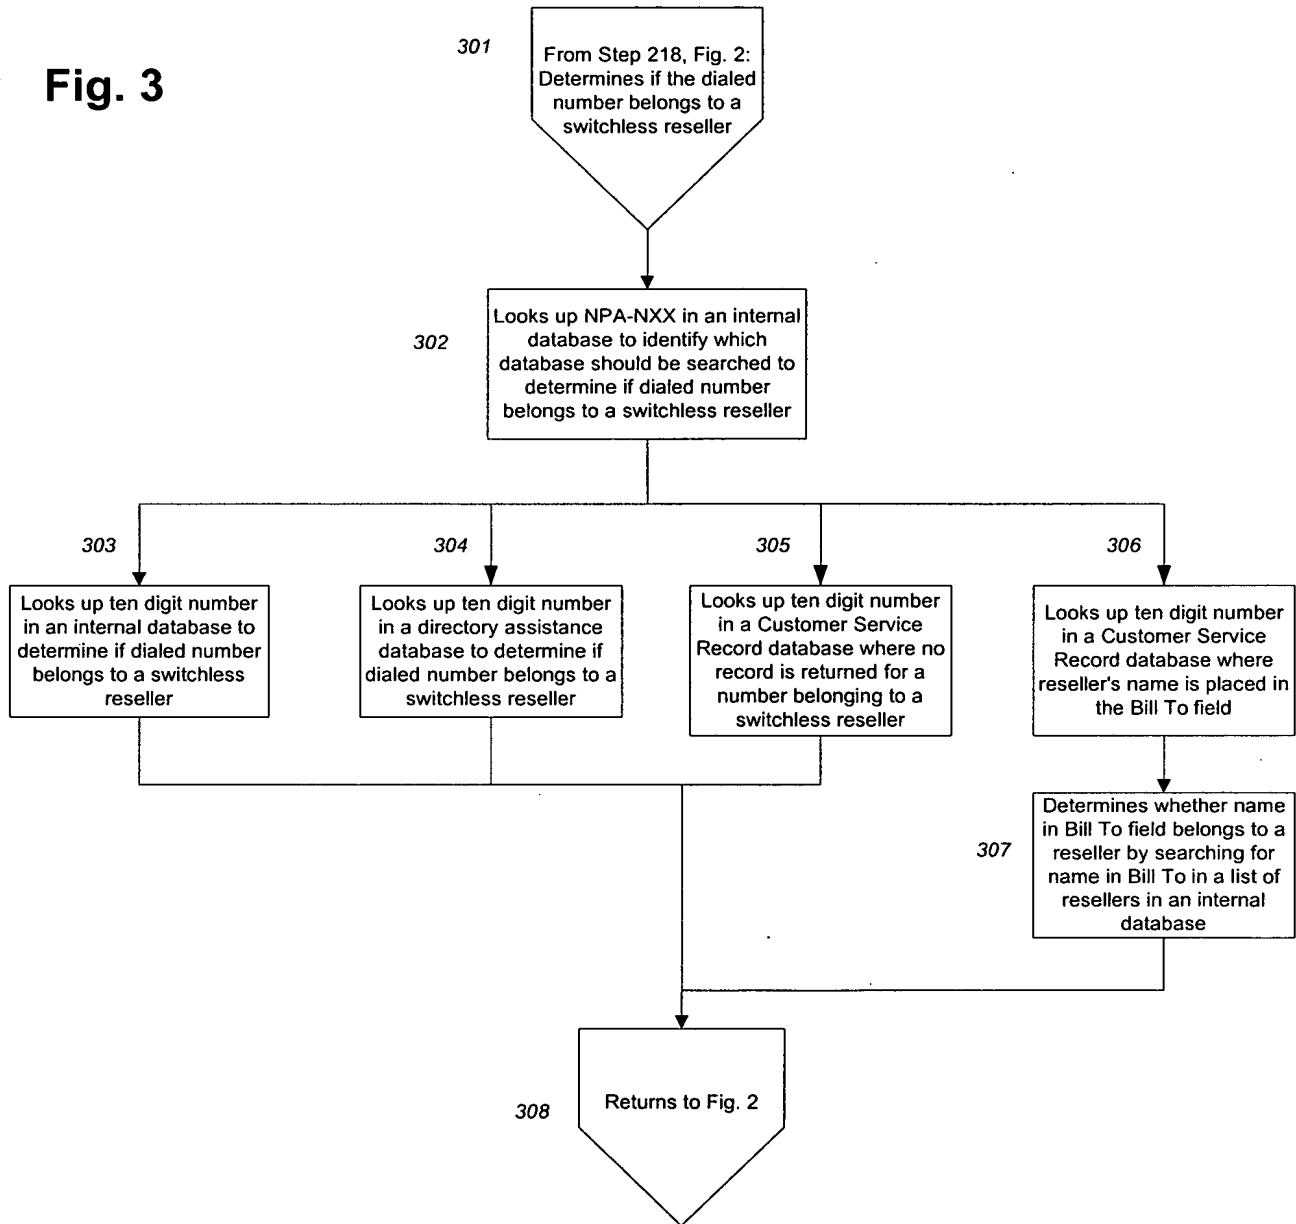 Fig. 3
301
From Step 218, Fig. 2:
Determines if the dialed
number belongs to a
switchless reseller
302
Looks up NPA-NXX in an internal
database to identify which
database should be searched to
determine if dialed number
belongs to a switchless reseller
303
Looks up ten digit number
in an internal database to
determine if dialed number
belongs to a switchless
reseller
304
Looks up ten digit number
in a directory assistance
database to determine if
dialed number belongs to a
switchless reseller
305
Looks up ten digit number
in a Customer Service
Record database where no
record is returned for a
number belonging to a
switchless reseller
306
Looks up ten digit number
in a Customer Service
Record database where
reseller's name is placed in
the Bill To field
307
Determines whether name
in Bill To field belongs to a
reseller by searching for
name in Bill To in a list of
resellers in an internal
database
308
Returns to Fig. 2